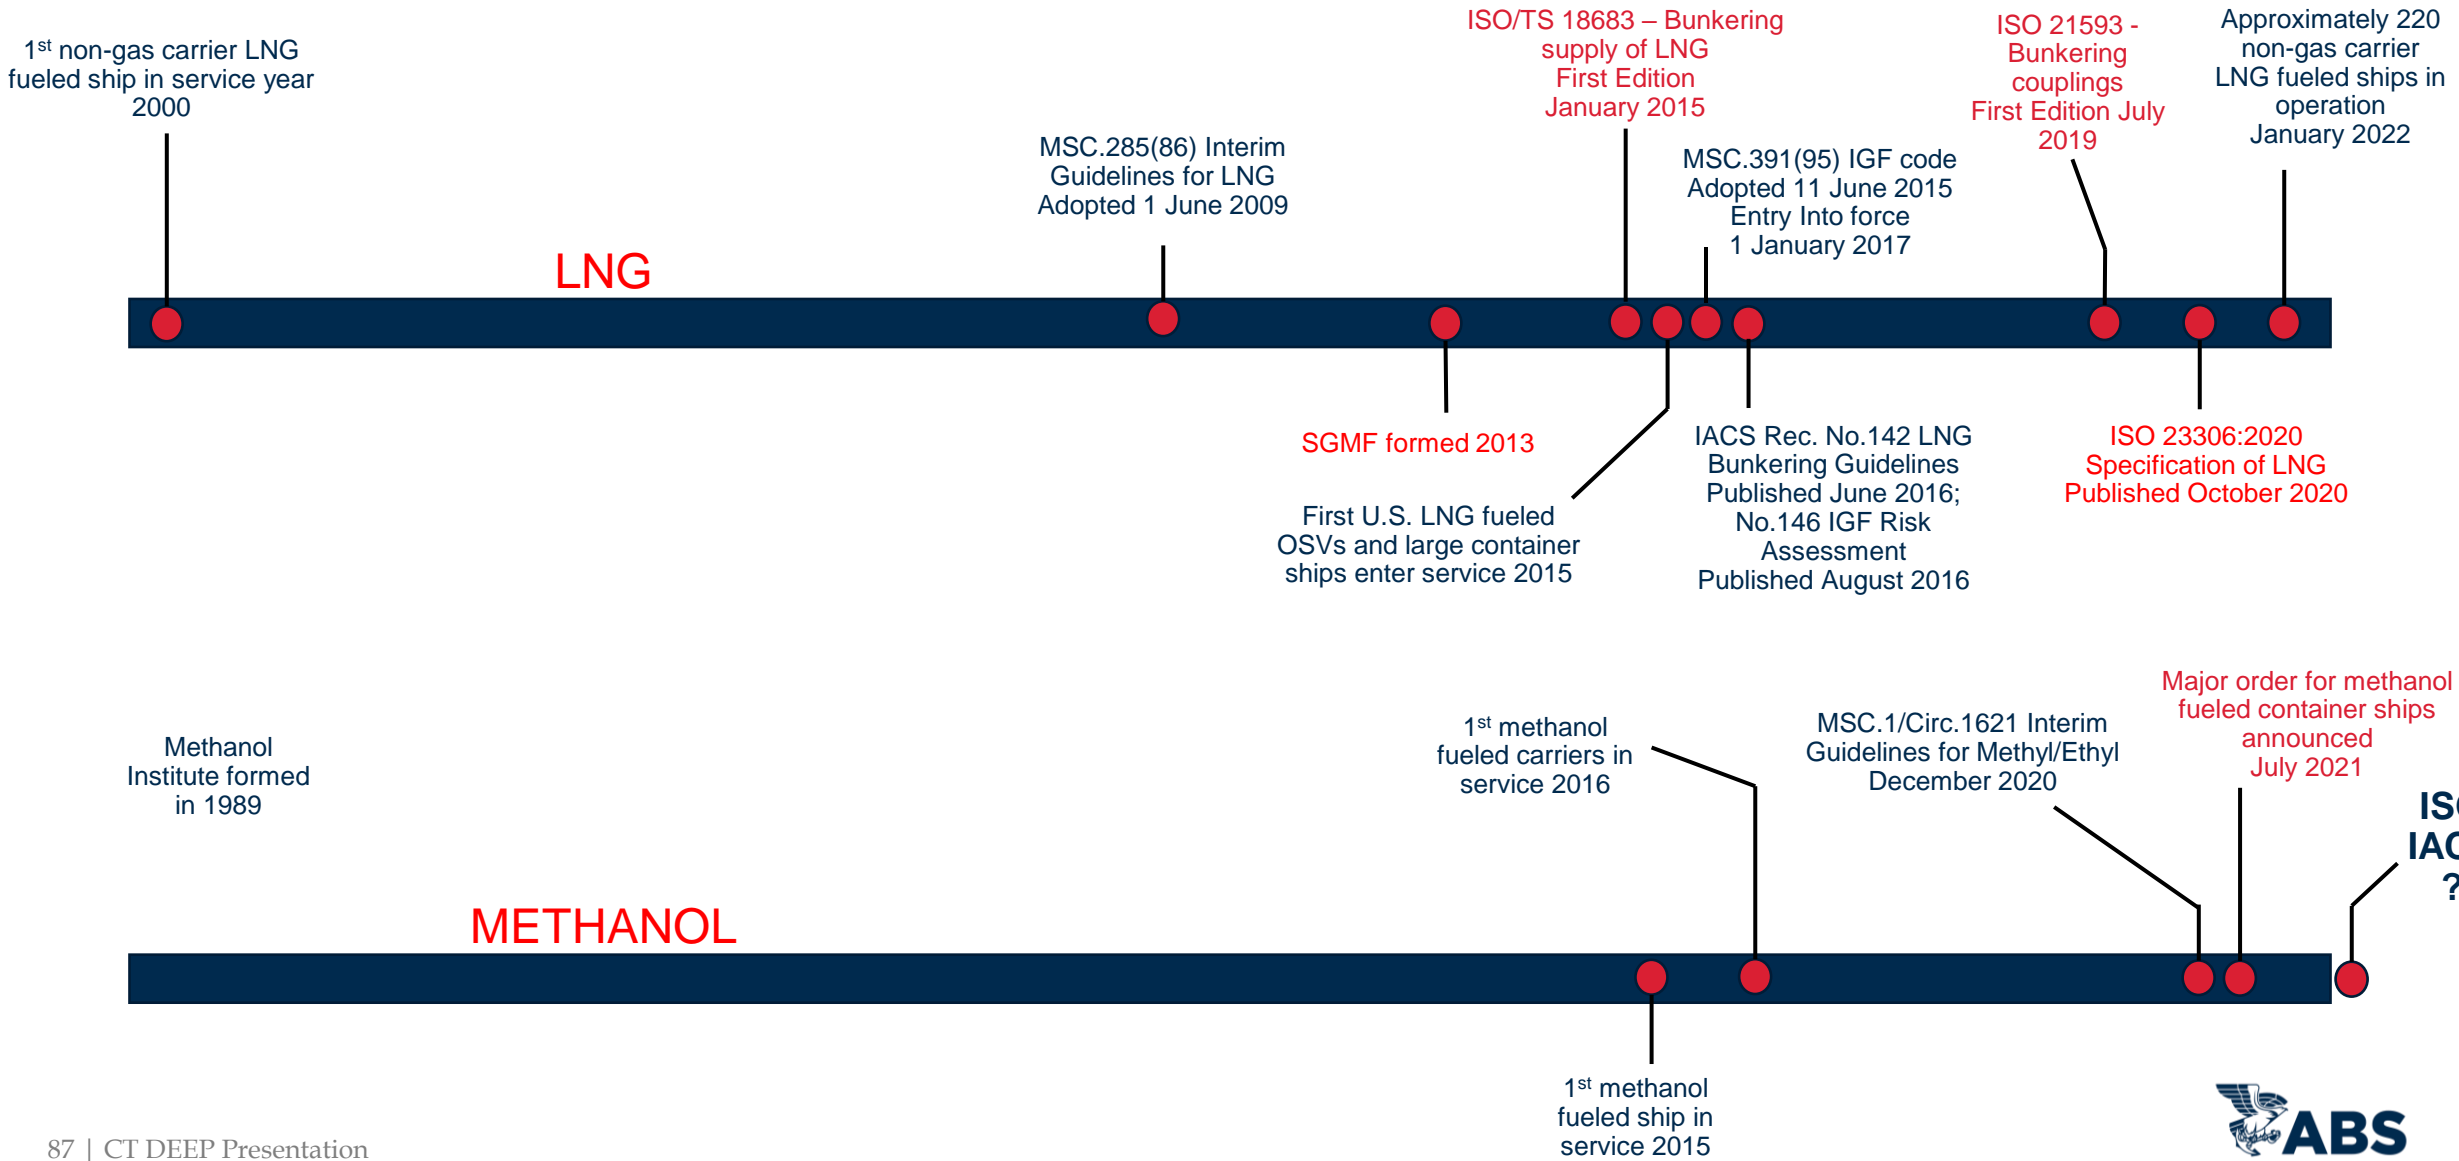 1st non-gas carrier LNG
fueled ship in service year
2000
MSC.285(86) Interim
Guidelines for LNG
Adopted 1 June 2009
ISO/TS 18683 – Bunkering
supply of LNG
First Edition
January 2015
MSC.391(95) IGF code
Adopted 11 June 2015
Entry Into force
1 January 2017
ISO 21593 -
Bunkering
couplings
First Edition July
2019
Approximately 220
non-gas carrier
LNG fueled ships in
operation
January 2022
LNG
SGMF formed 2013
First U.S. LNG fueled
OSVs and large container
ships enter service 2015
IACS Rec. No.142 LNG
Bunkering Guidelines
Published June 2016;
No.146 IGF Risk
Assessment
Published August 2016
ISO 23306:2020
Specification of LNG
Published October 2020
Methanol
Institute formed
in 1989
1st methanol
fueled carriers in
service 2016
MSC.1/Circ.1621 Interim
Guidelines for Methyl/Ethyl
December 2020
Major order for methanol
fueled container ships
announced
July 2021
?
METHANOL
1st methanol
fueled ship in
service 2015
87 | CT DEEP Presentation
ABS